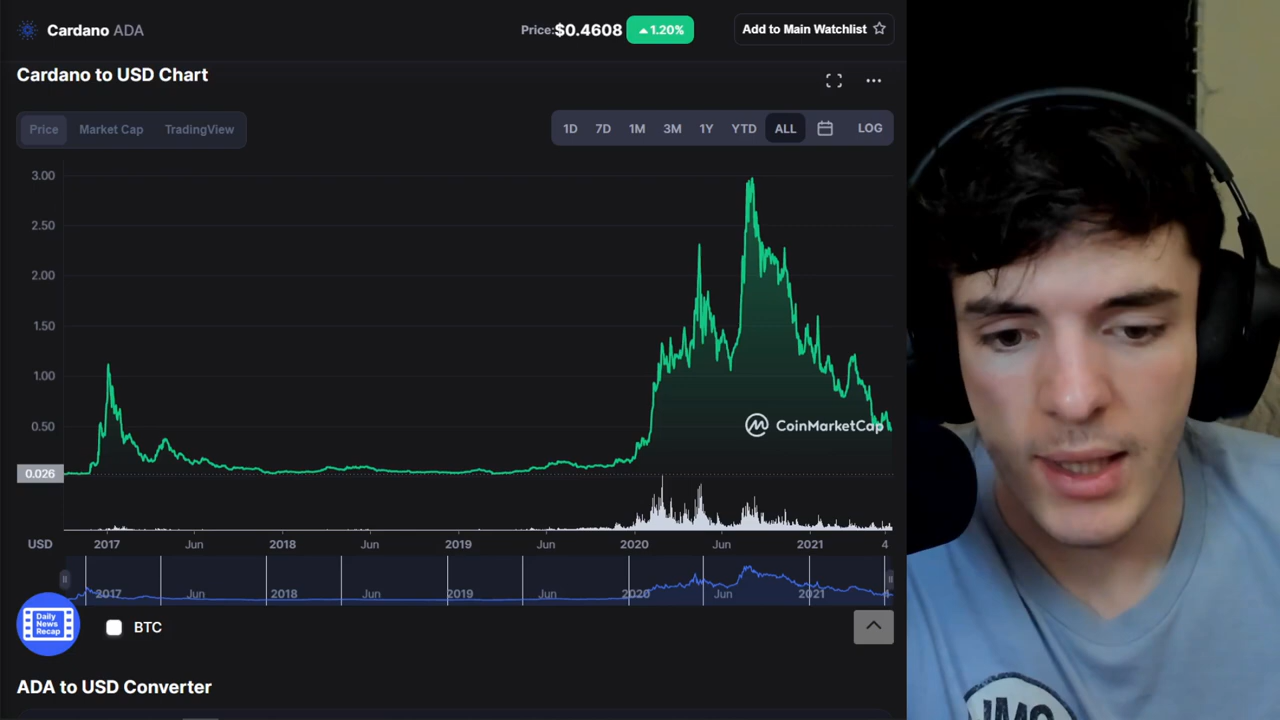 Cardano ADA
Price:$0.4608 1.20%
Add to Main Watchlist
Cardano to USD Chart
Price Market Cap TradingView
1D 7D 1M 3M 1Y YTD ALL LOG
3.00
2.50
2.00
1.50
1.00
0.50
0.026
CoinMarketCap
USD 2017 Jun 2018 Jun 2019 Jun 2020 Jun 2021 4
2017 Jun 2018 Jun 2019 Jun 2020 Jun 2021
Daily
News
Recap
BTC
ADA to USD Converter